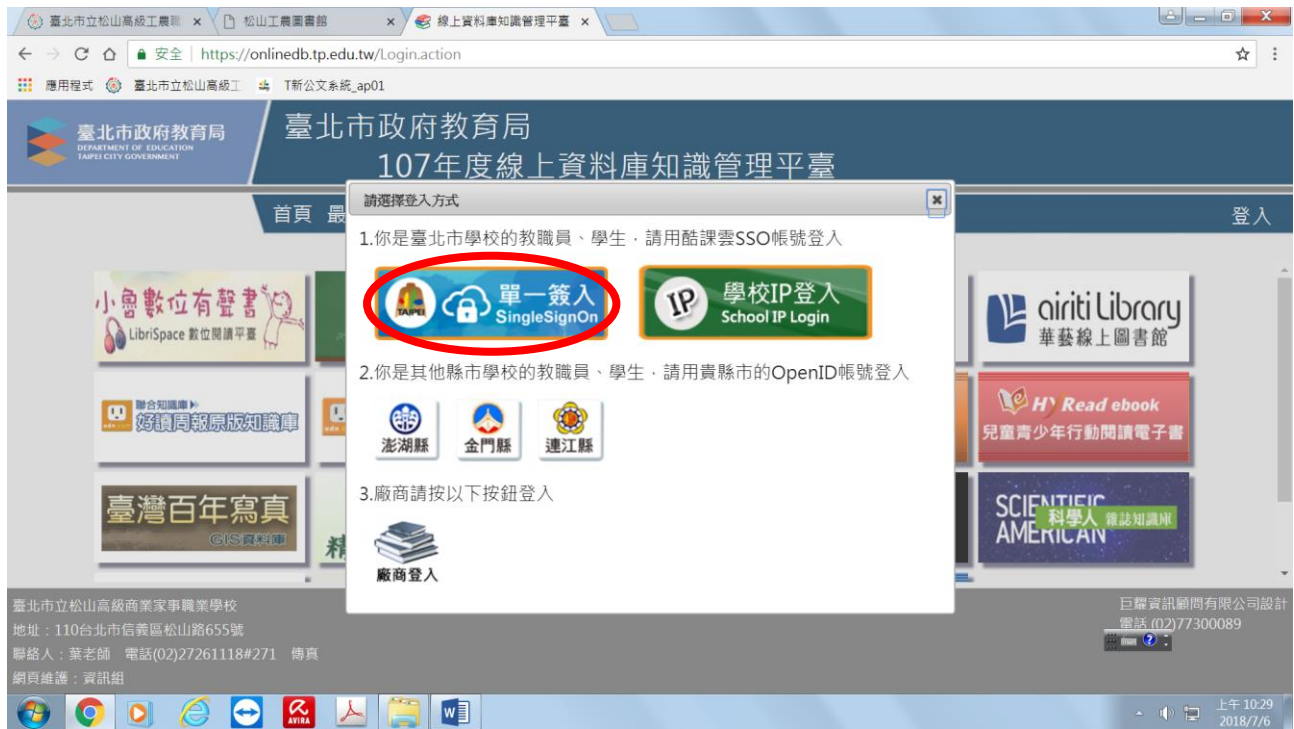 臺北市立松山高級工農職
松山工農圖書館
線上資料庫知識管理平臺
安全 https://onlinedb.tp.edu.tw/Login.action
應用程式 臺北市立松山高級工 T新公文系統_ap01
臺北市政府教育局
DEPARTMENT OF EDUCATION
TAIPEI CITY GOVERNMENT
臺北市政府教育局
107年度線上資料庫知識管理平臺
首頁 最
登入
請選擇登入方式
1.你是臺北市學校的教職員、學生，請用酷課雲SSO帳號登入
TAIPEI
單一簽入
SingleSignOn
IP
學校IP登入
School IP Login
2.你是其他縣市學校的教職員、學生，請用貴縣市的OpenID帳號登入
澎湖縣 金門縣 連江縣
3.廠商請按以下按鈕登入
廠商登入
小魯數位有聲書
LibriSpace 數位閱讀平臺
airiti Library
華藝線上圖書館
聯合知識庫
udn
好讀周報原版知識庫
HyRead ebook
兒童青少年行動閱讀電子書
臺灣百年寫真
GIS資料庫
精
SCIENTIFIC
AMERICAN
科學人 雜誌知識庫
臺北市立松山高級商業家事職業學校
地址：110台北市信義區松山路655號
聯絡人：葉老師 電話(02)27261118#271 傳真
網頁維護：資訊組
巨耀資訊顧問有限公司設計
電話 (02)77300089
AVIRA
上午 10:29
2018/7/6